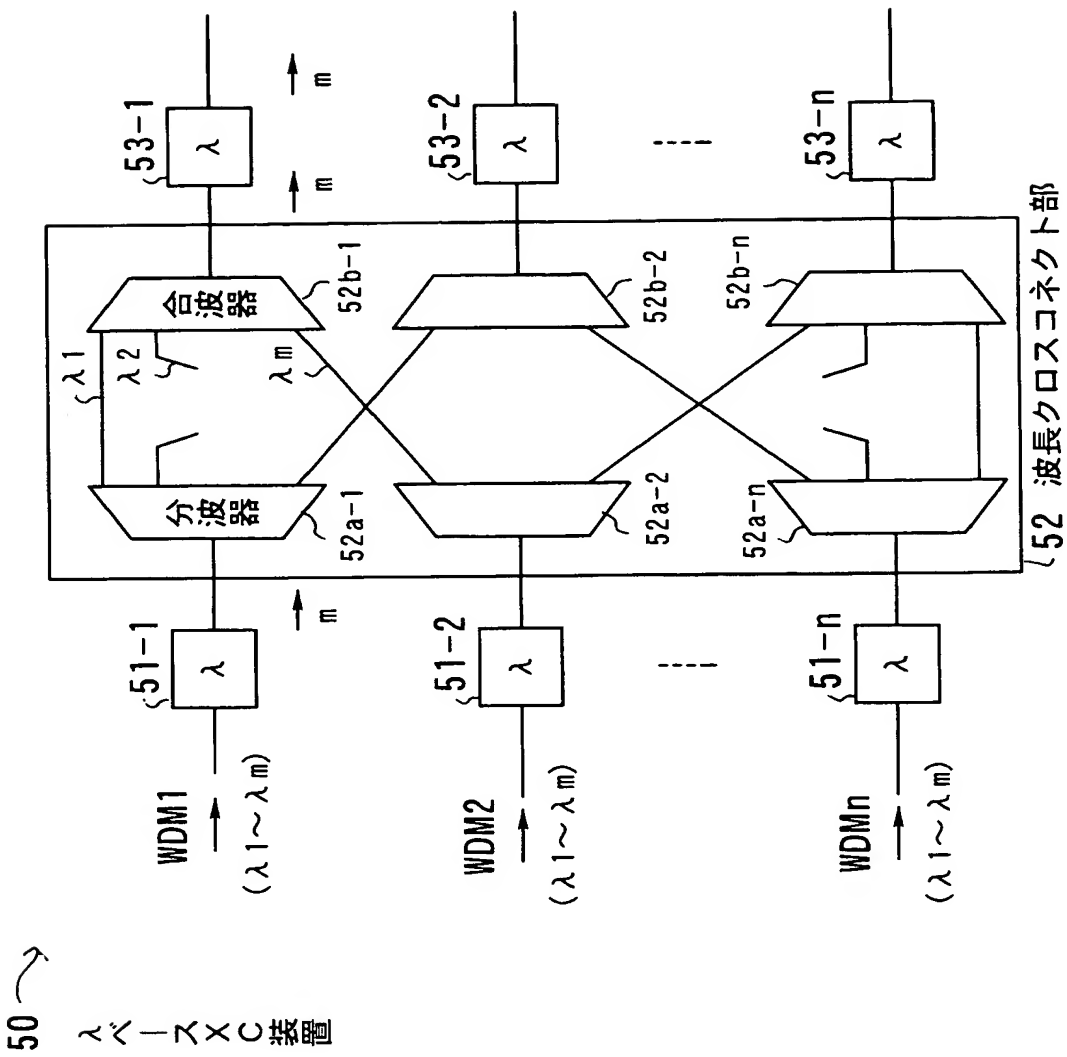 50
λベースXC装置
WDM1
(λ1~λm)
51-1
λ
m
分波器
52a-1
λ1
λ2
λm
合波器
52b-1
m
53-1
λ
m
WDM2
(λ1~λm)
51-2
λ
52a-2
52b-2
53-2
λ
WDMn
(λ1~λm)
51-n
λ
52a-n
52b-n
53-n
λ
52 波長クロスコネクト部